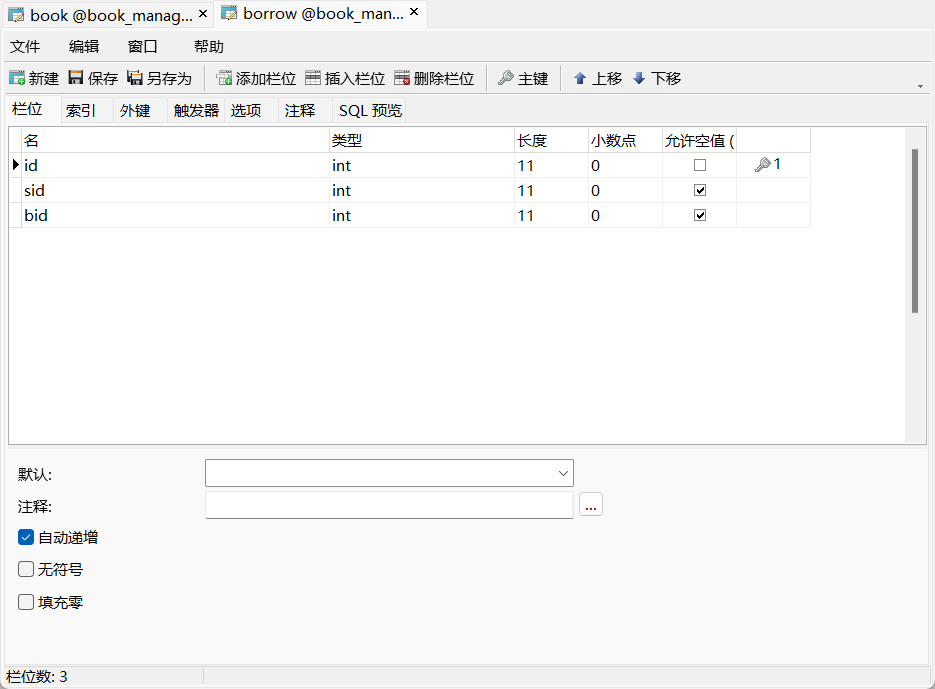 book @book_manag... borrow @book_man...
文件 编辑 窗口 帮助
新建 保存 另存为 添加栏位 插入栏位 删除栏位 主键 上移 下移
栏位 索引 外键 触发器 选项 注释 SQL 预览
名 类型 长度 小数点 允许空值 (
id int 11 0 1
sid int 11 0
bid int 11 0
默认:
注释: ...
自动递增
无符号
填充零
栏位数: 3